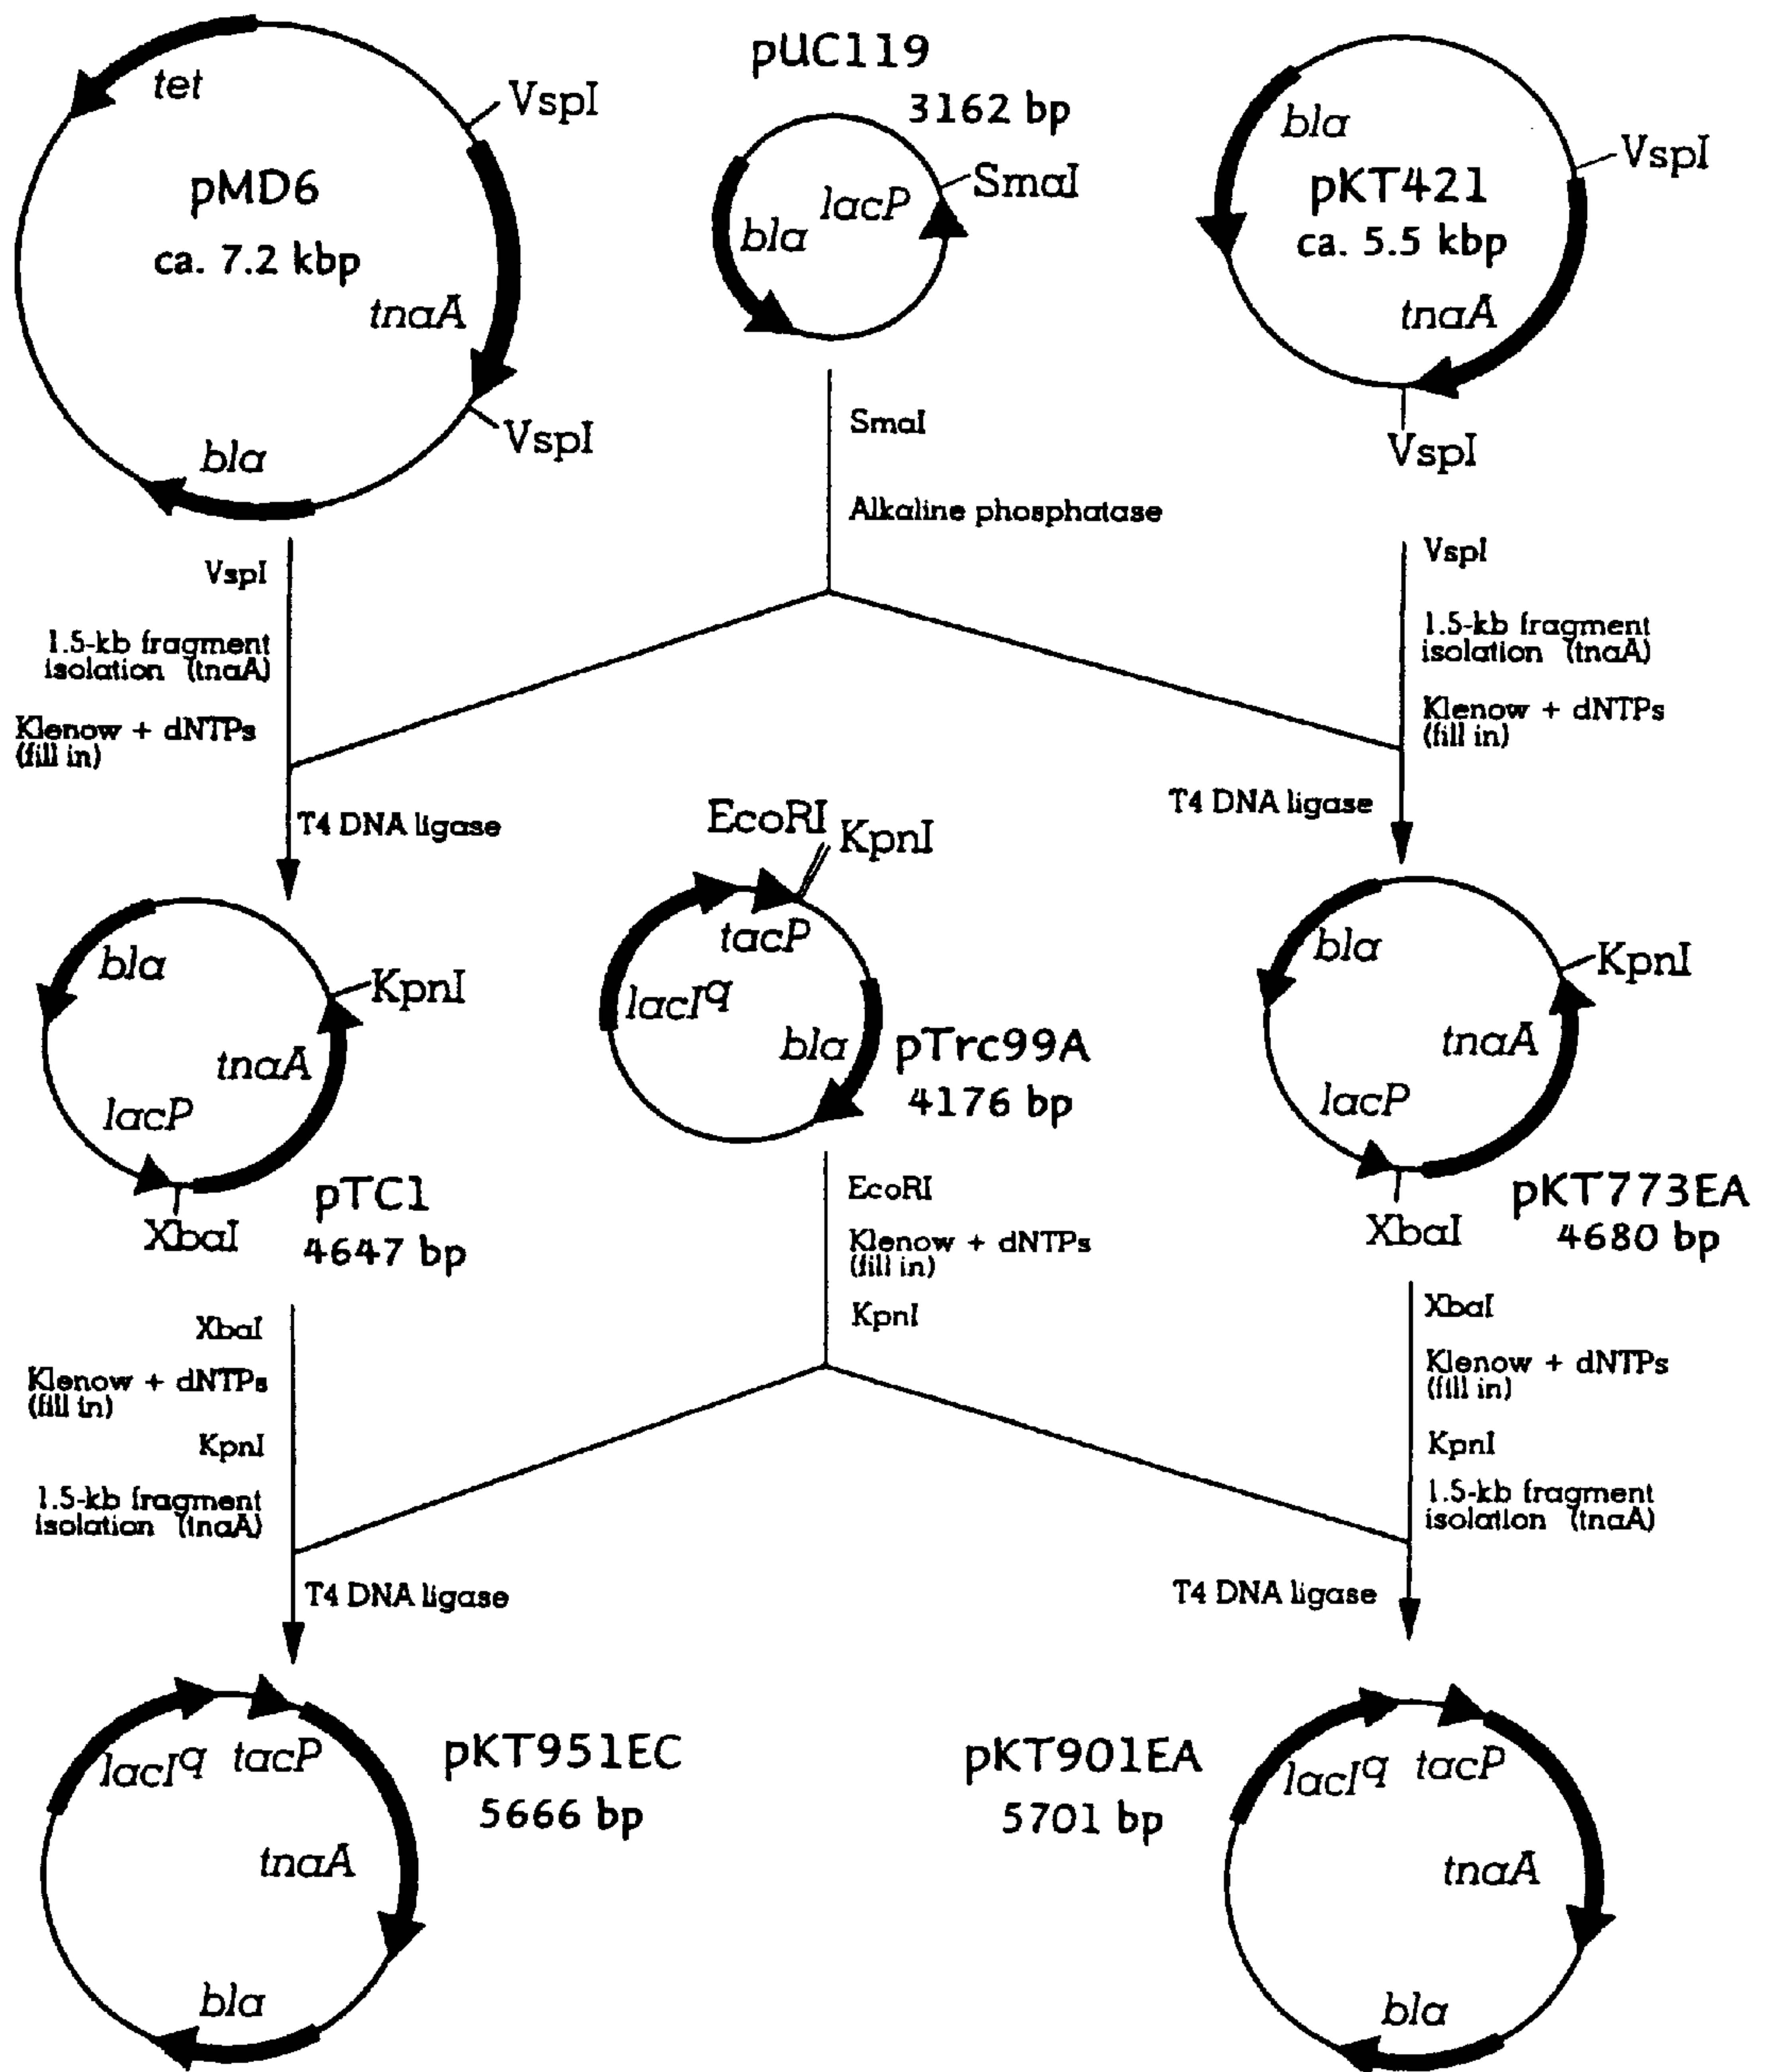 tet
VspI
pMD6
ca. 7.2 kbp
tnaA
VspI
bla
pUC119
3162 bp
SmaI
lacP
bla
bla
VspI
pKT421
ca. 5.5 kbp
tnaA
VspI
SmaI
Alkaline phosphatase
VspI
1.5-kb fragment
isolation (tnaA)
Klenow + dNTPs
(fill in)
T4 DNA ligase
VspI
1.5-kb fragment
isolation (tnaA)
Klenow + dNTPs
(fill in)
T4 DNA ligase
bla
KpnI
tnaA
lacP
XbaI
pTC1
4647 bp
EcoRI
KpnI
tacP
lacIq
bla
pTrc99A
4176 bp
bla
KpnI
tnaA
lacP
XbaI
pKT773EA
4680 bp
XbaI
Klenow + dNTPs
(fill in)
KpnI
1.5-kb fragment
isolation (tnaA)
T4 DNA ligase
EcoRI
Klenow + dNTPs
(fill in)
KpnI
XbaI
Klenow + dNTPs
(fill in)
KpnI
1.5-kb fragment
isolation (tnaA)
T4 DNA ligase
lacIq tacP
tnaA
bla
pKT951EC
5666 bp
pKT901EA
5701 bp
lacIq tacP
tnaA
bla